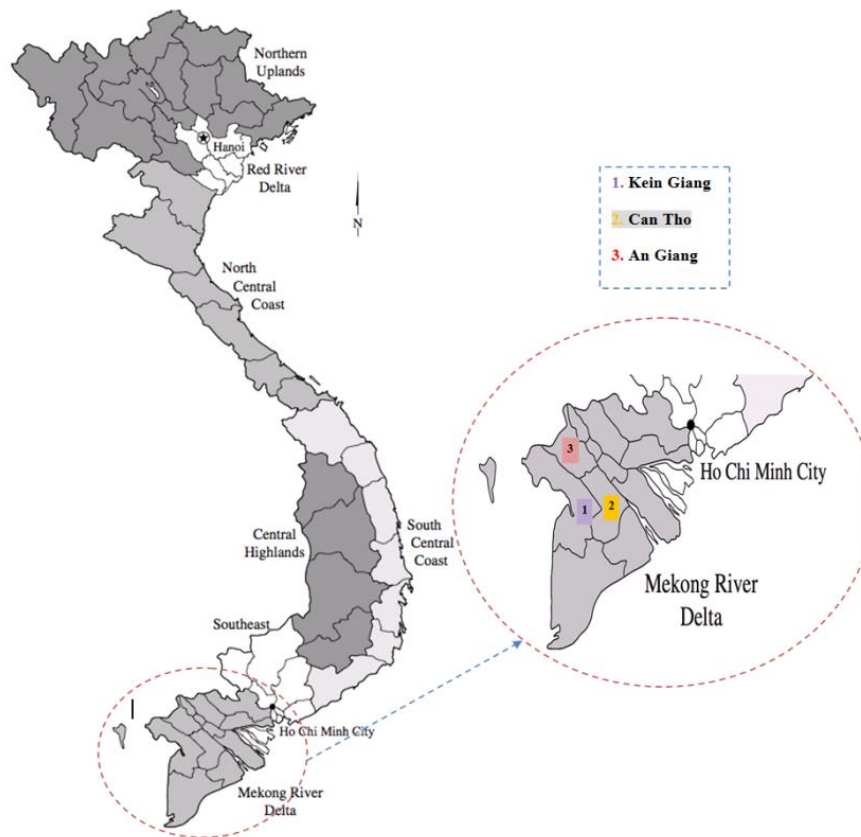 Northern
Uplands
Hanoi
Red River
Delta
N
1. Kein Giang
2. Can Tho
3. An Giang
North
Central
Coast
3
Ho Chi Minh City
1
2
Central
Highlands
South
Central
Coast
Mekong River
Delta
Southeast
Ho Chi Minh City
Mekong River
Delta